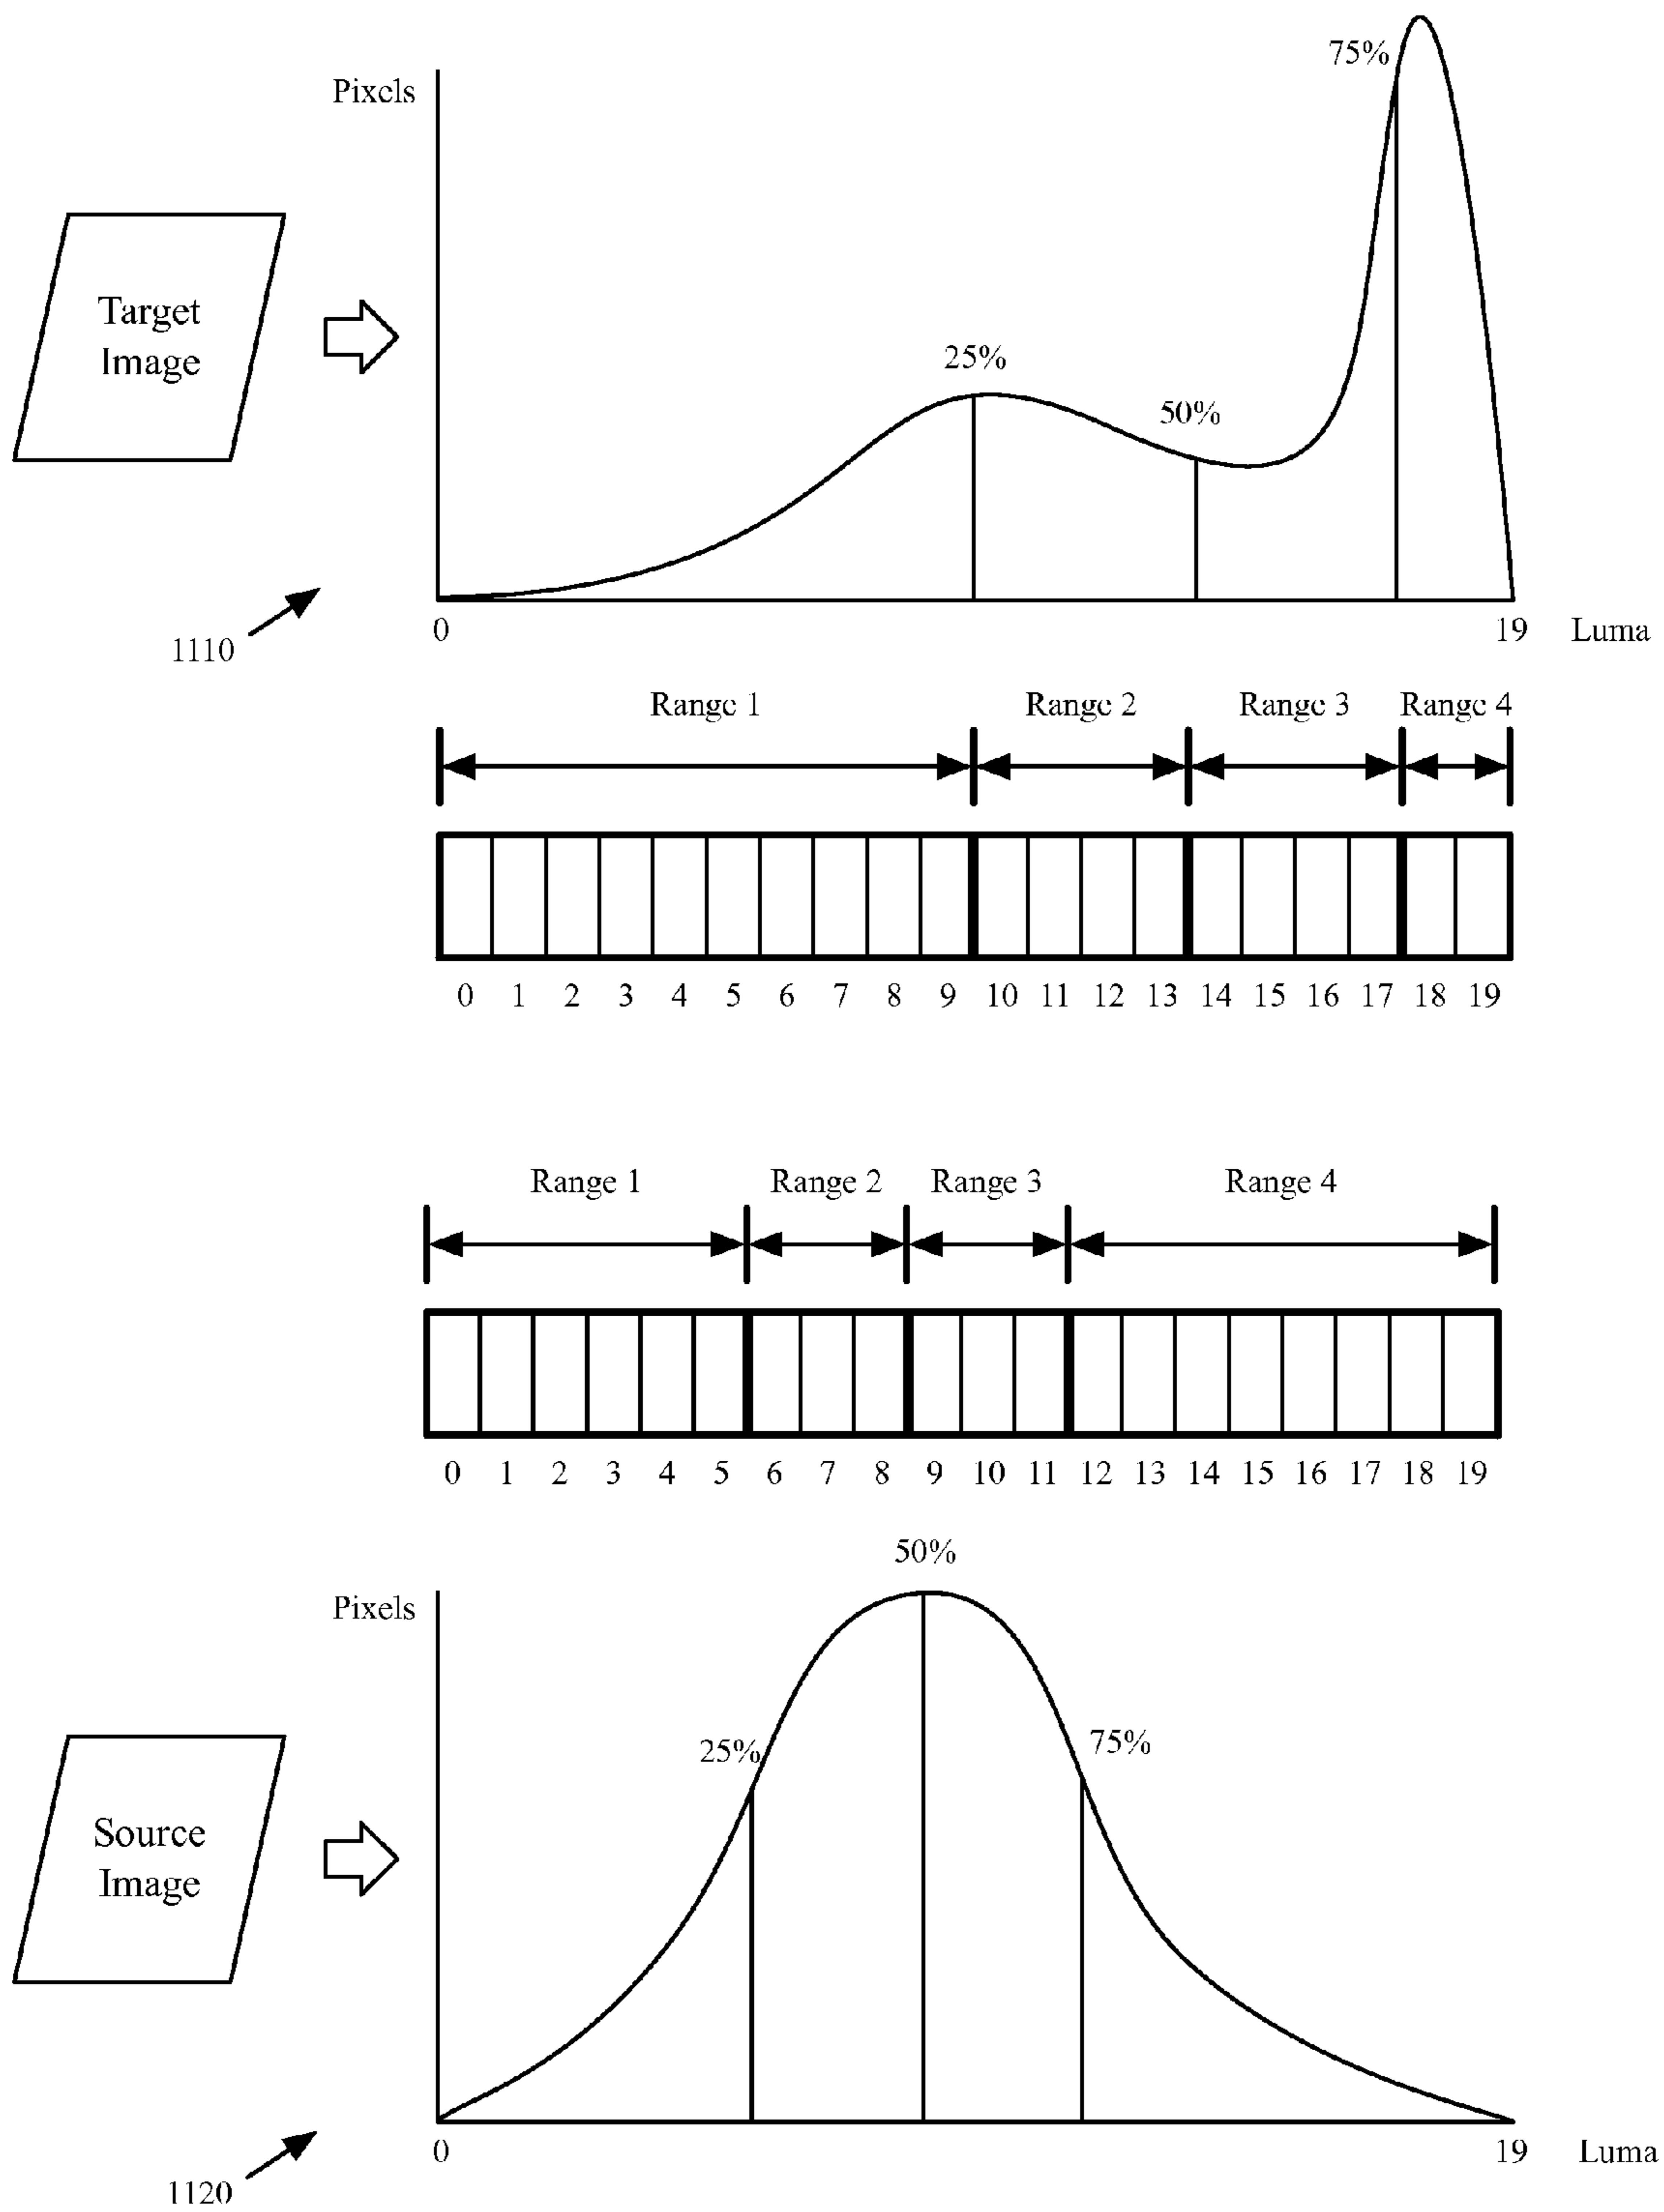 75%
Pixels
Target
Image
25%
50%
1110
0
19 Luma
Range 1 Range 2 Range 3 Range 4
0 1 2 3 4 5 6 7 8 9 10 11 12 13 14 15 16 17 18 19
Range 1 Range 2 Range 3 Range 4
0 1 2 3 4 5 6 7 8 9 10 11 12 13 14 15 16 17 18 19
50%
Pixels
25%
75%
Source
Image
0
19 Luma
1120